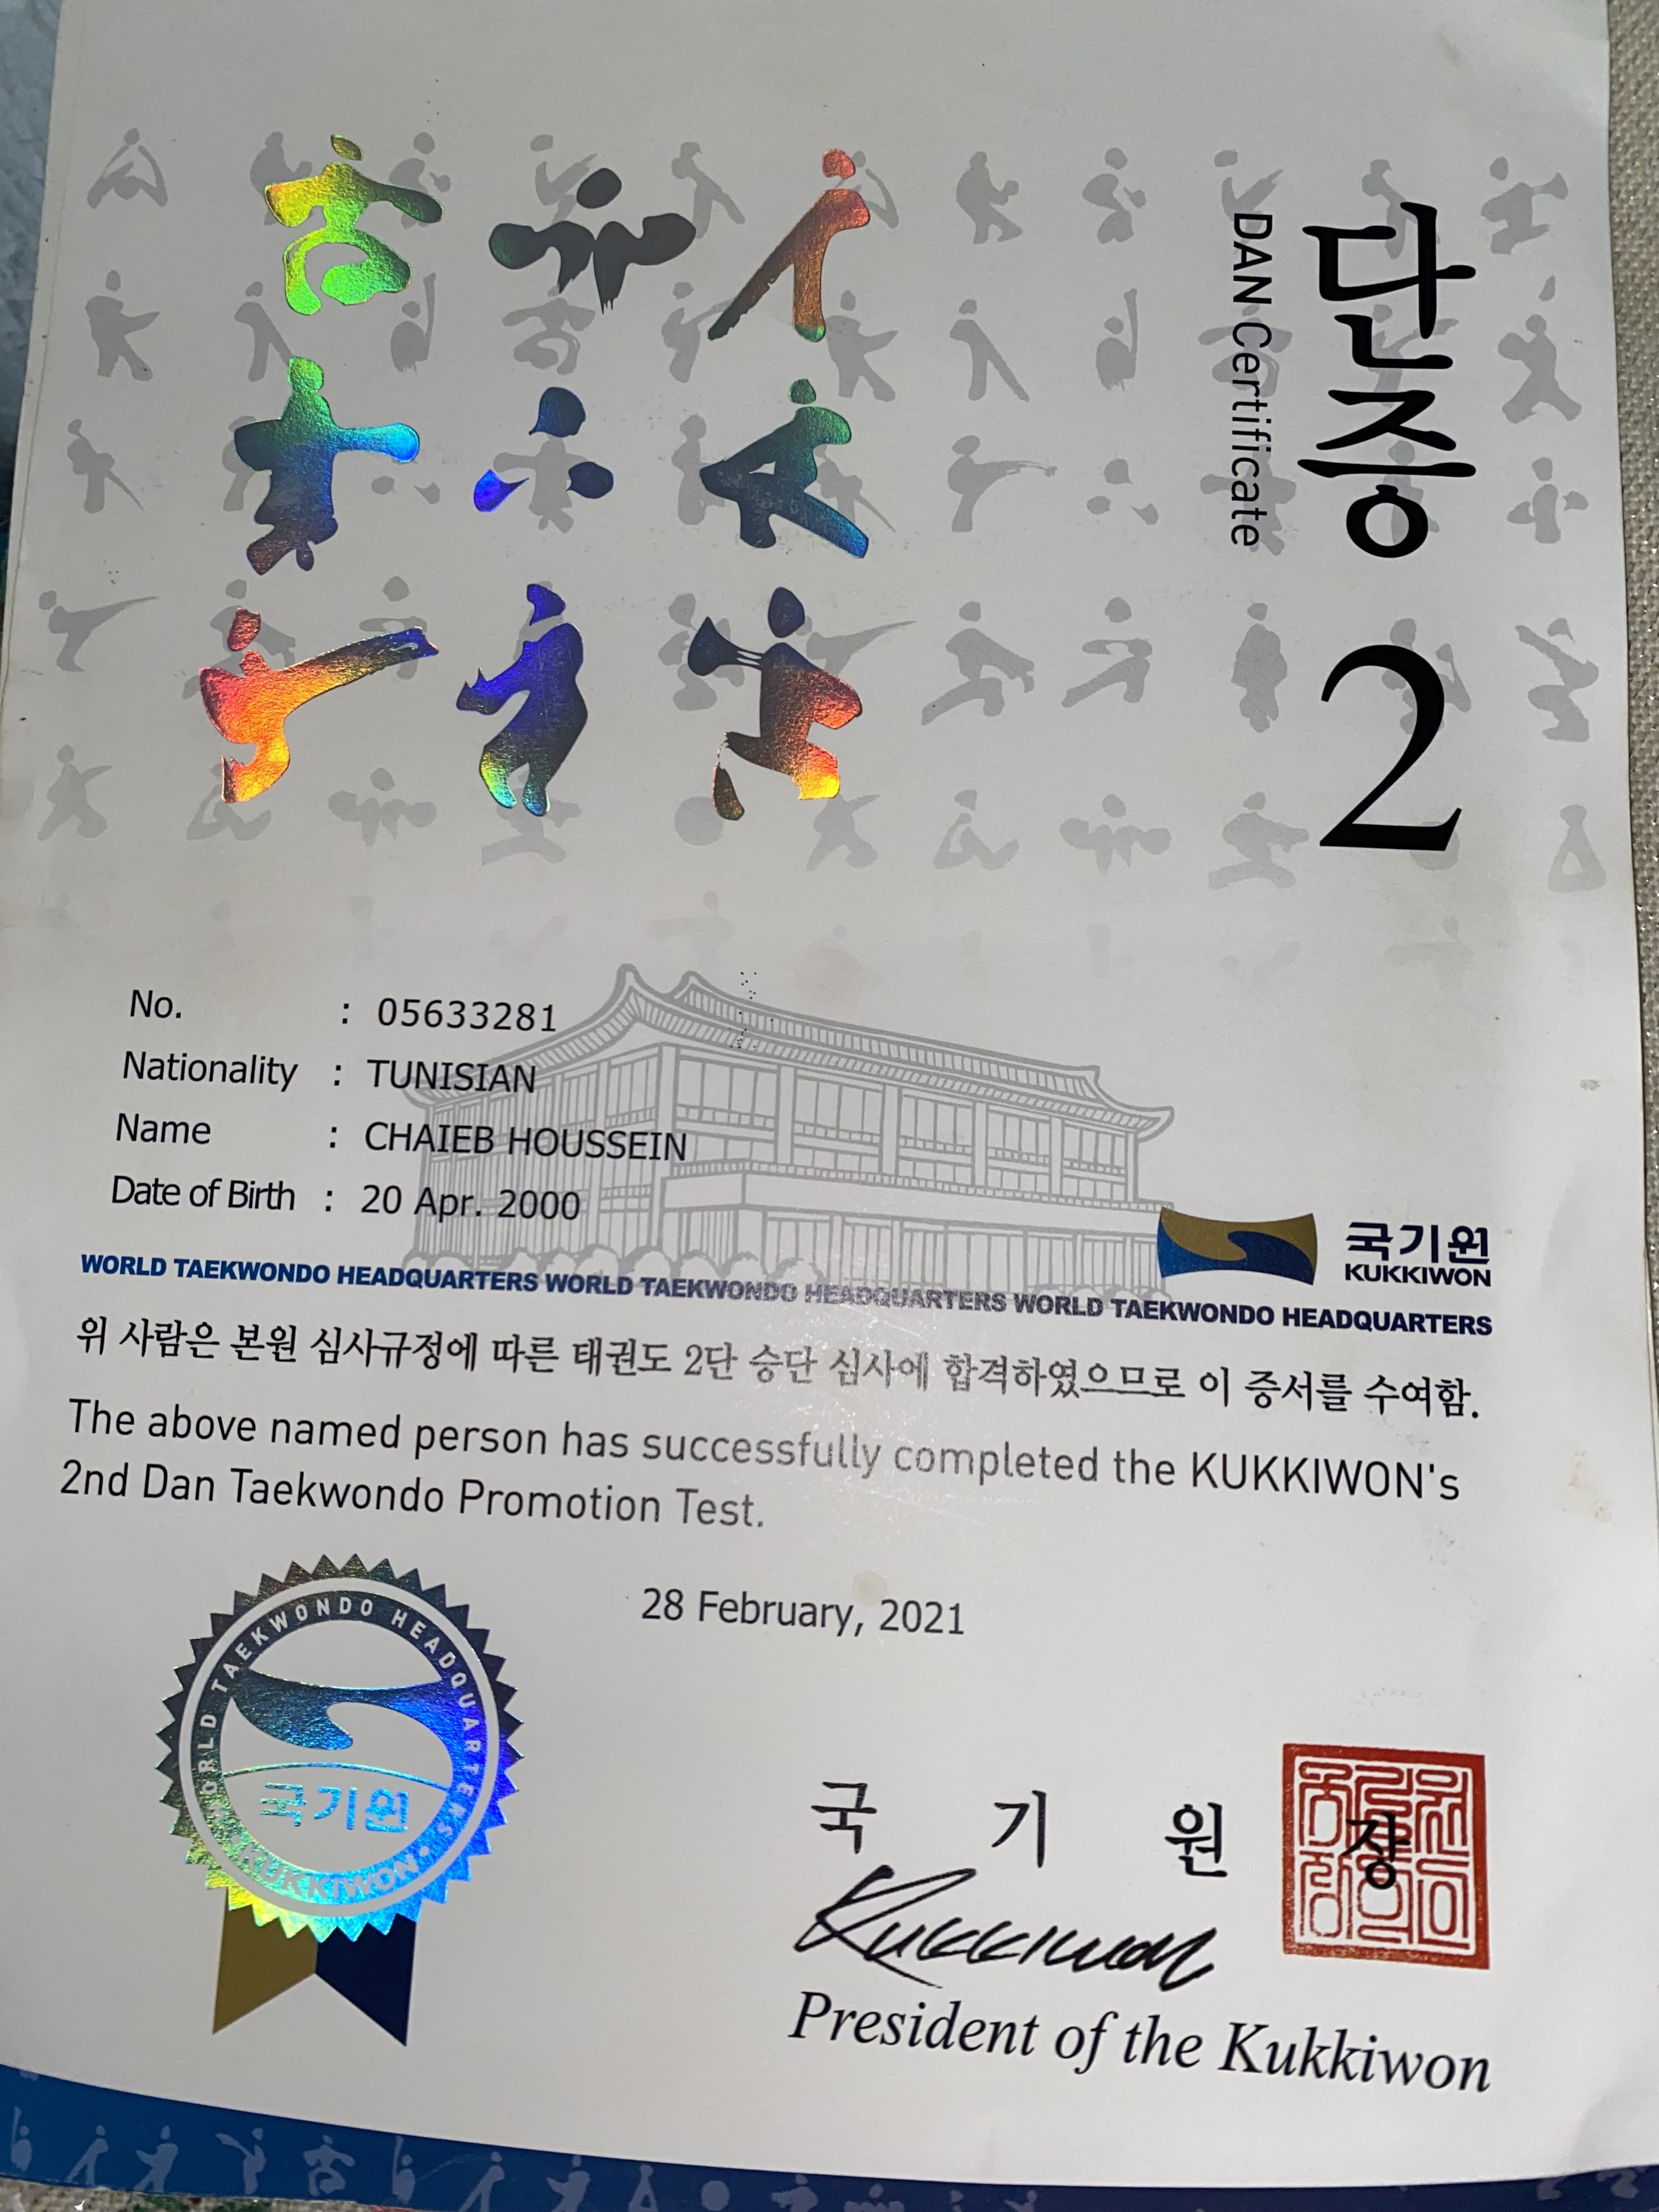 단증 2
DAN Certificate
No. : 05633281
Nationality : TUNISIAN
Name : CHAIEB HOUSSEIN
Date of Birth : 20 Apr. 2000
국기원
KUKKIWON
WORLD TAEKWONDO HEADQUARTERS WORLD TAEKWONDO HEADQUARTERS WORLD TAEKWONDO HEADQUARTERS
위 사람은 본원 심사규정에 따른 태권도 2단 승단 심사에 합격하였으므로 이 증서를 수여함.
The above named person has successfully completed the KUKKIWON's
2nd Dan Taekwondo Promotion Test.
28 February, 2021
WORLD TAEKWONDO HEADQUARTERS
국기원
•KUKKIWON•
국 기 원 장
Kukkiwon
President of the Kukkiwon